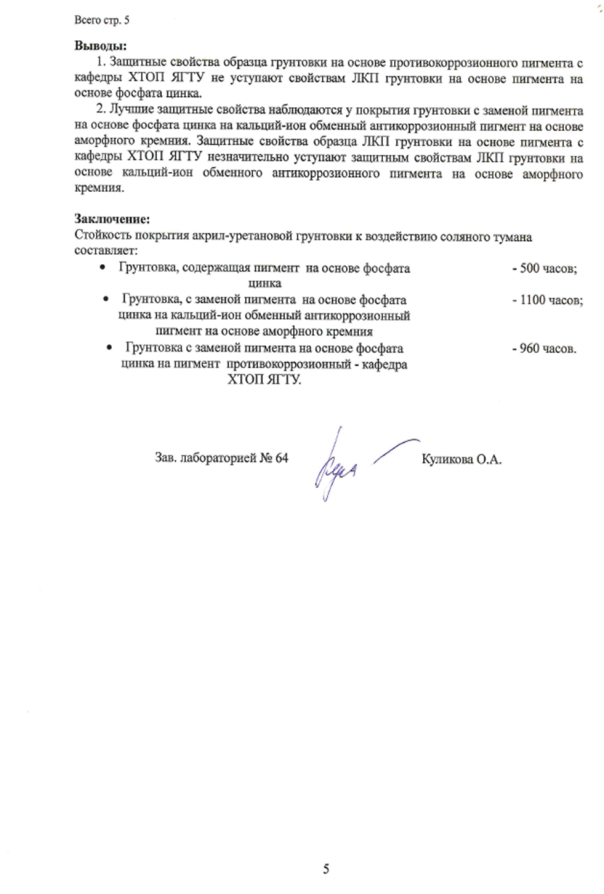 Всего стр. 5
Выводы:
1. Защитные свойства образца грунтовки на основе противокоррозионного пигмента с
кафедры ХТОП ЯГТУ не уступают свойствам ЛКП грунтовки на основе пигмента на
основе фосфата цинка.
2. Лучшие защитные свойства наблюдаются у покрытия грунтовки с заменой пигмента
на основе фосфата цинка на кальций-ион обменный антикоррозионный пигмент на основе
аморфного кремния. Защитные свойства образца ЛКП грунтовки на основе пигмента с
кафедры ХТОП ЯГТУ незначительно уступают защитным свойствам ЛКП грунтовки на
основе кальций-ион обменного антикоррозионного пигмента на основе аморфного
кремния.
Заключение:
Стойкость покрытия акрил-уретановой грунтовки к воздействию соляного тумана
составляет:
• Грунтовка, содержащая пигмент на основе фосфата - 500 часов;
цинка
• Грунтовка, с заменой пигмента на основе фосфата - 1100 часов;
цинка на кальций-ион обменный антикоррозионный
пигмент на основе аморфного кремния
• Грунтовка с заменой пигмента на основе фосфата - 960 часов.
цинка на пигмент противокоррозионный - кафедра
ХТОП ЯГТУ.
Зав. лабораторией № 64 Куликова О.А.
5